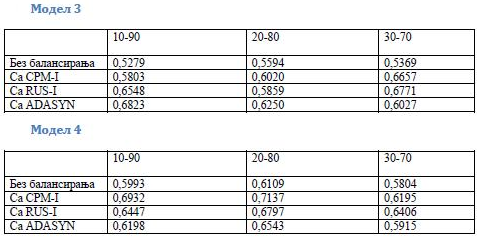 Модел 3
10-90 20-80 30-70
Без балансирања 0,5279 0,5594 0,5369
Са CPM-I 0,5803 0,6020 0,6657
Са RUS-I 0,6548 0,5859 0,6771
Са ADASYN 0,6823 0,6250 0,6027
Модел 4
10-90 20-80 30-70
Без балансирања 0,5993 0,6109 0,5804
Са CPM-I 0,6932 0,7137 0,6195
Са RUS-I 0,6447 0,6797 0,6406
Са ADASYN 0,6198 0,6543 0,5915